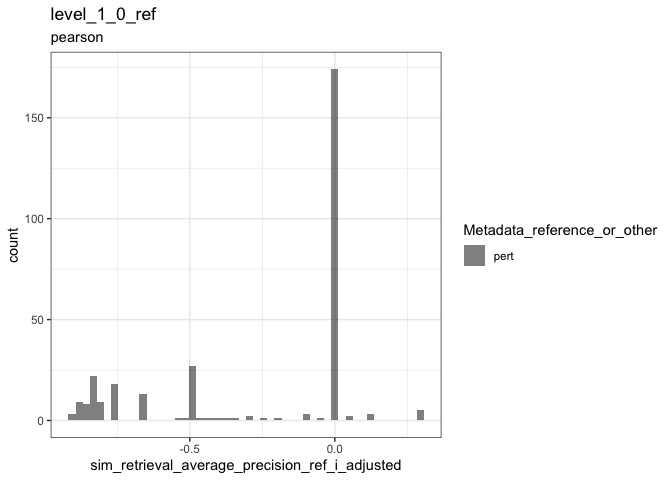 level_1_0_ref
pearson
150
100
50
0
count
-0.5
0.0
sim_retrieval_average_precision_ref_i_adjusted
Metadata_reference_or_other
pert